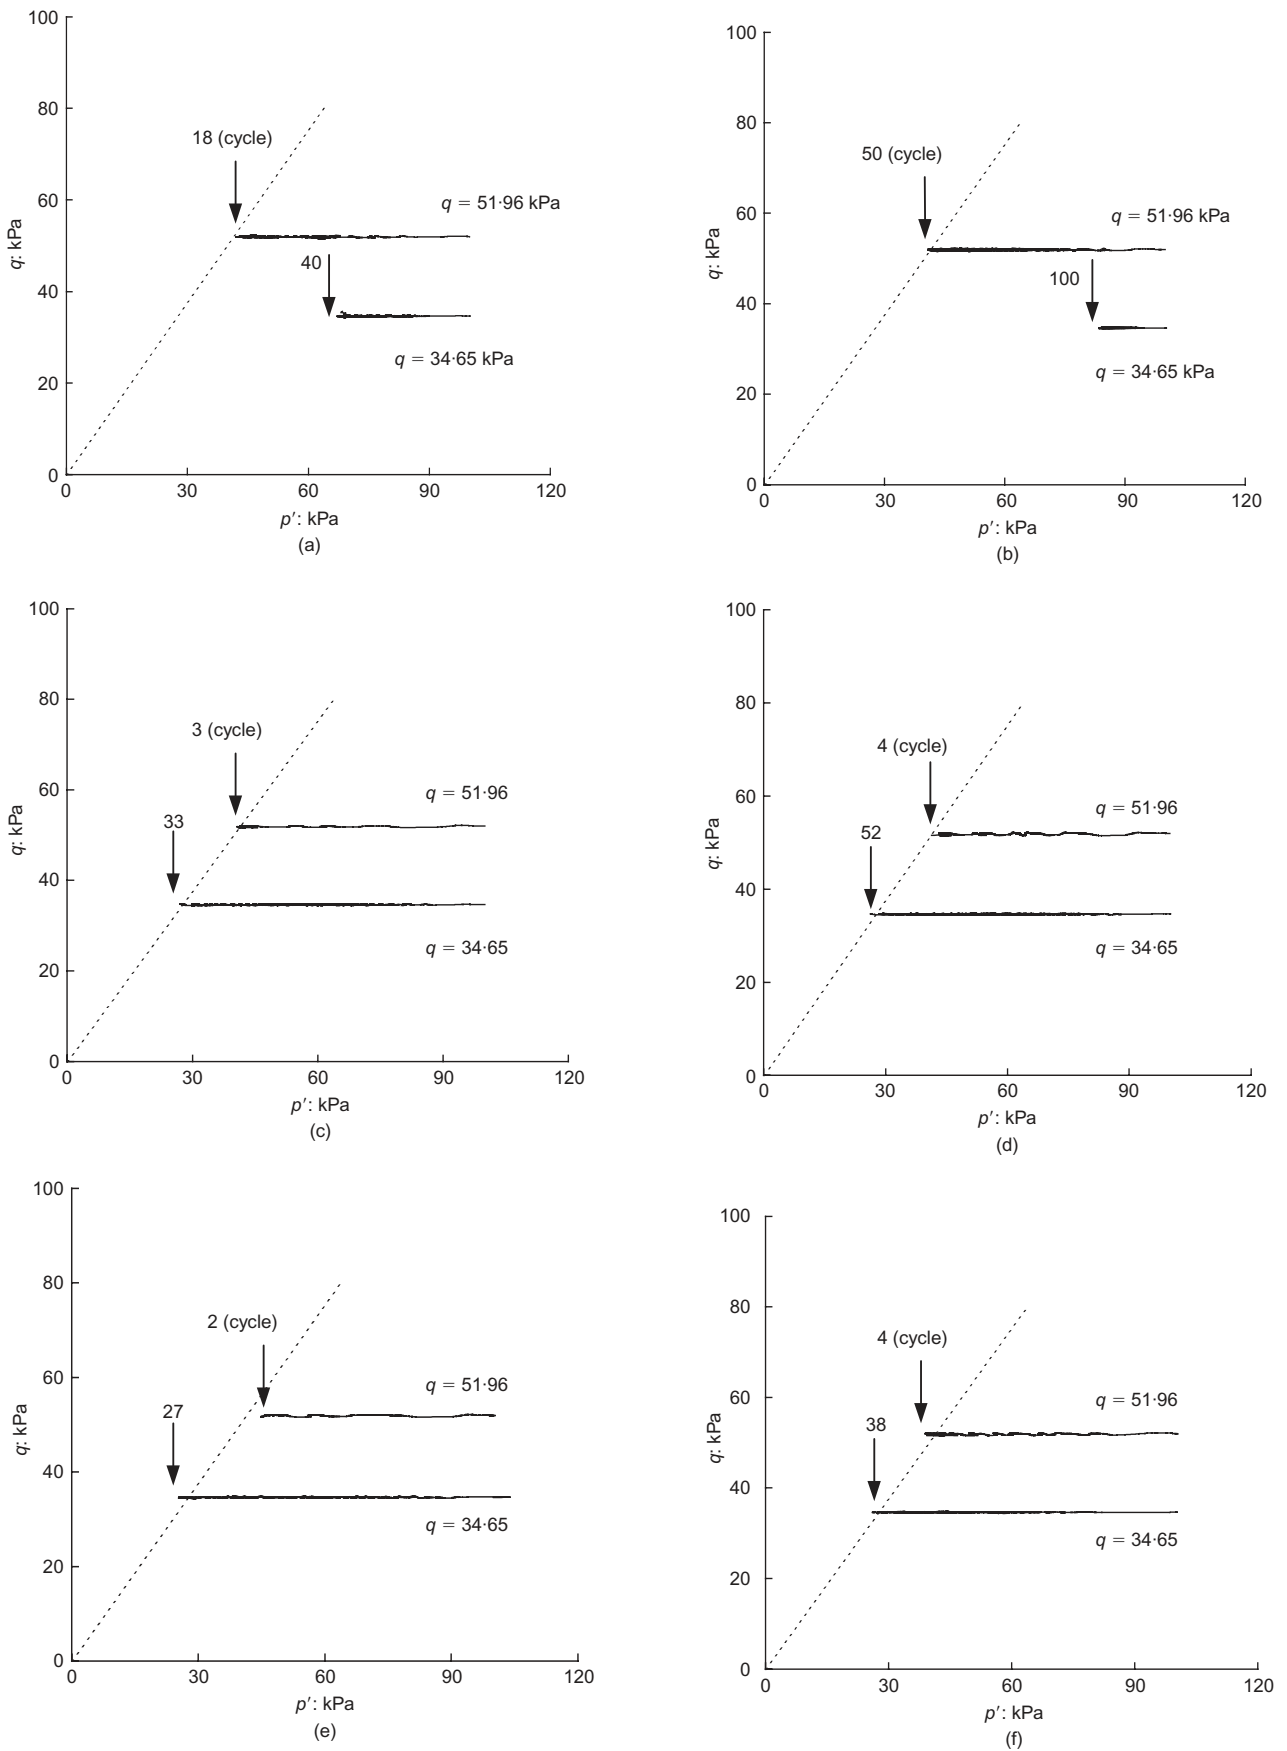 100
80
60
40
20
0
q: kPa
18 (cycle)
q = 51·96 kPa
40
q = 34·65 kPa
0 30 60 90 120
p′: kPa
(a)
100
80
60
40
20
0
q: kPa
50 (cycle)
q = 51·96 kPa
100
q = 34·65 kPa
0 30 60 90 120
p′: kPa
(b)
100
80
60
40
20
0
q: kPa
3 (cycle)
q = 51·96
33
q = 34·65
0 30 60 90 120
p′: kPa
(c)
100
80
60
40
20
0
q: kPa
4 (cycle)
q = 51·96
52
q = 34·65
0 30 60 90 120
p′: kPa
(d)
100
80
60
40
20
0
q: kPa
2 (cycle)
q = 51·96
27
q = 34·65
0 30 60 90 120
p′: kPa
(e)
100
80
60
40
20
0
q: kPa
4 (cycle)
q = 51·96
38
q = 34·65
0 30 60 90 120
p′: kPa
(f)